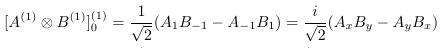 $[A^{(1)} \otimes B^{(1)}]_0^{(1)} = \frac{1}{\sqrt{2}}(A_1 B_{-1} - A_{-1} B_1) = \frac{i}{\sqrt{2}}(A_x B_y - A_y B_x)$